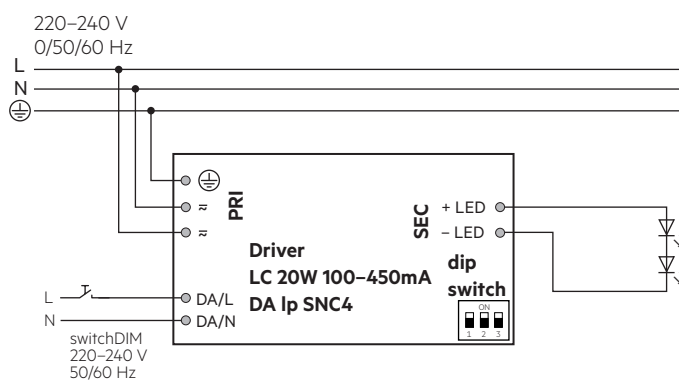 220–240 V
0/50/60 Hz
L
N
PRI
≂
≂
SEC
+ LED
– LED
Driver
LC 20W 100–450mA
DA lp SNC4
dip
switch
ON
1 2 3
L
DA/L
N
DA/N
switchDIM
220–240 V
50/60 Hz